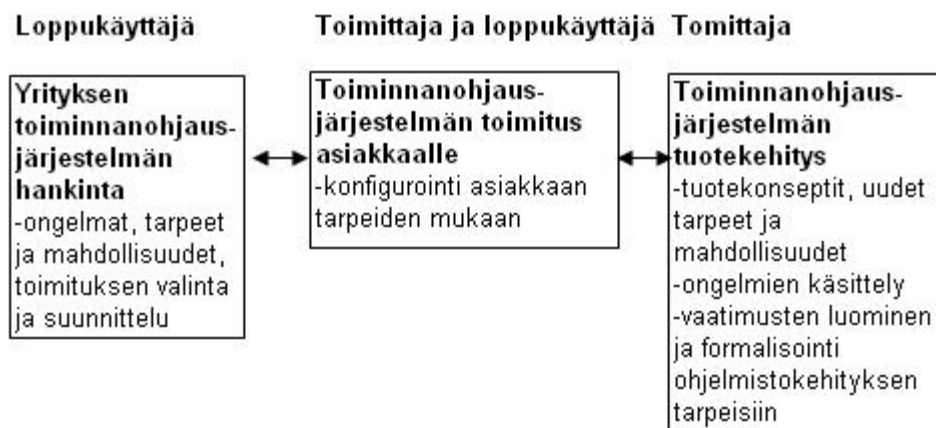 Loppukäyttäjä
Toimittaja ja loppukäyttäjä
Tomittaja
Yrityksen
toiminnanohjaus-
järjestelmän
hankinta
-ongelmat, tarpeet
ja mahdollisuudet,
toimituksen valinta
ja suunnittelu
Toiminnanohjaus-
järjestelmän toimitus
asiakkaalle
-konfigurointi asiakkaan
tarpeiden mukaan
Toiminnanohjaus-
järjestelmän
tuotekehitys
-tuotekonseptit, uudet
tarpeet ja
mahdollisuudet
-ongelmien käsittely
-vaatimusten luominen
ja formalisointi
ohjelmistokehityksen
tarpeisiin